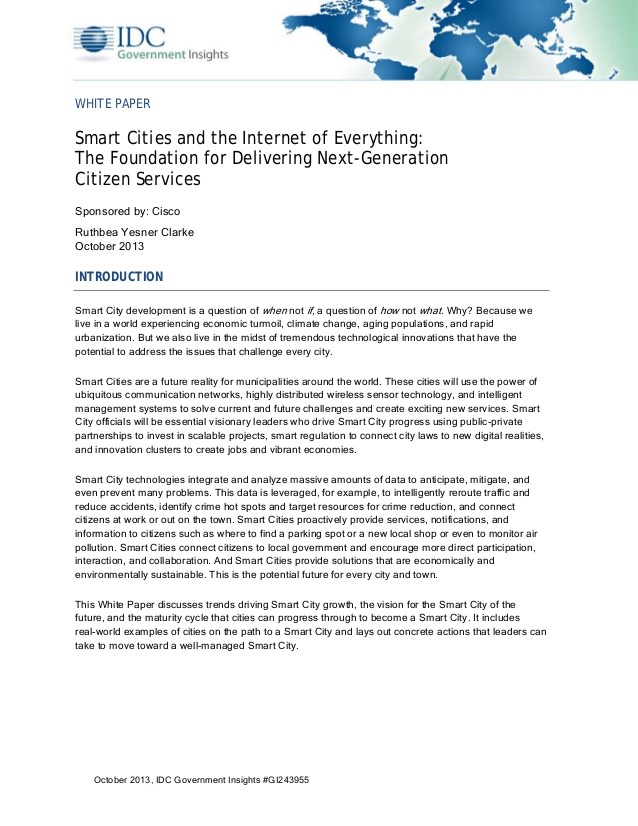 IDC
Government Insights
WHITE PAPER
Smart Cities and the Internet of Everything:
The Foundation for Delivering Next-Generation
Citizen Services
Sponsored by: Cisco
Ruthbea Yesner Clarke
October 2013
INTRODUCTION
Smart City development is a question of when not if, a question of how not what. Why? Because we
live in a world experiencing economic turmoil, climate change, aging populations, and rapid
urbanization. But we also live in the midst of tremendous technological innovations that have the
potential to address the issues that challenge every city.
Smart Cities are a future reality for municipalities around the world. These cities will use the power of
ubiquitous communication networks, highly distributed wireless sensor technology, and intelligent
management systems to solve current and future challenges and create exciting new services. Smart
City officials will be essential visionary leaders who drive Smart City progress using public-private
partnerships to invest in scalable projects, smart regulation to connect city laws to new digital realities,
and innovation clusters to create jobs and vibrant economies.
Smart City technologies integrate and analyze massive amounts of data to anticipate, mitigate, and
even prevent many problems. This data is leveraged, for example, to intelligently reroute traffic and
reduce accidents, identify crime hot spots and target resources for crime reduction, and connect
citizens at work or out on the town. Smart Cities proactively provide services, notifications, and
information to citizens such as where to find a parking spot or a new local shop or even to monitor air
pollution. Smart Cities connect citizens to local government and encourage more direct participation,
interaction, and collaboration. And Smart Cities provide solutions that are economically and
environmentally sustainable. This is the potential future for every city and town.
This White Paper discusses trends driving Smart City growth, the vision for the Smart City of the
future, and the maturity cycle that cities can progress through to become a Smart City. It includes
real-world examples of cities on the path to a Smart City and lays out concrete actions that leaders can
take to move toward a well-managed Smart City.
October 2013, IDC Government Insights #GI243955